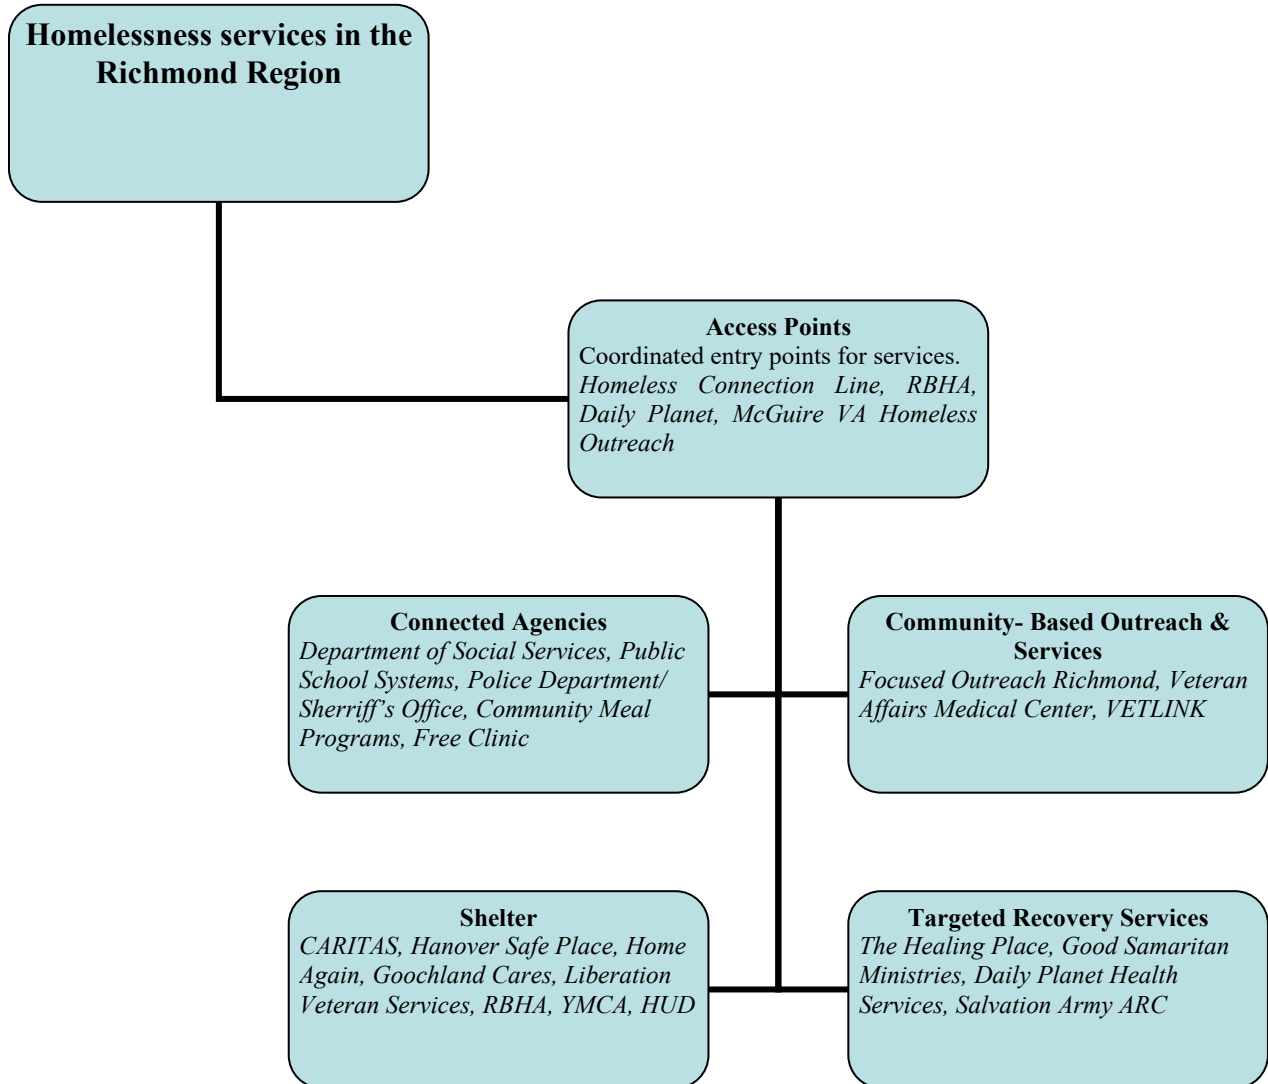 Homelessness services in the
Richmond Region
Access Points
Coordinated entry points for services.
Homeless Connection Line, RBHA,
Daily Planet, McGuire VA Homeless
Outreach
Connected Agencies
Department of Social Services, Public
School Systems, Police Department/
Sherriff’s Office, Community Meal
Programs, Free Clinic
Community- Based Outreach &
Services
Focused Outreach Richmond, Veteran
Affairs Medical Center, VETLINK
Shelter
CARITAS, Hanover Safe Place, Home
Again, Goochland Cares, Liberation
Veteran Services, RBHA, YMCA, HUD
Targeted Recovery Services
The Healing Place, Good Samaritan
Ministries, Daily Planet Health
Services, Salvation Army ARC